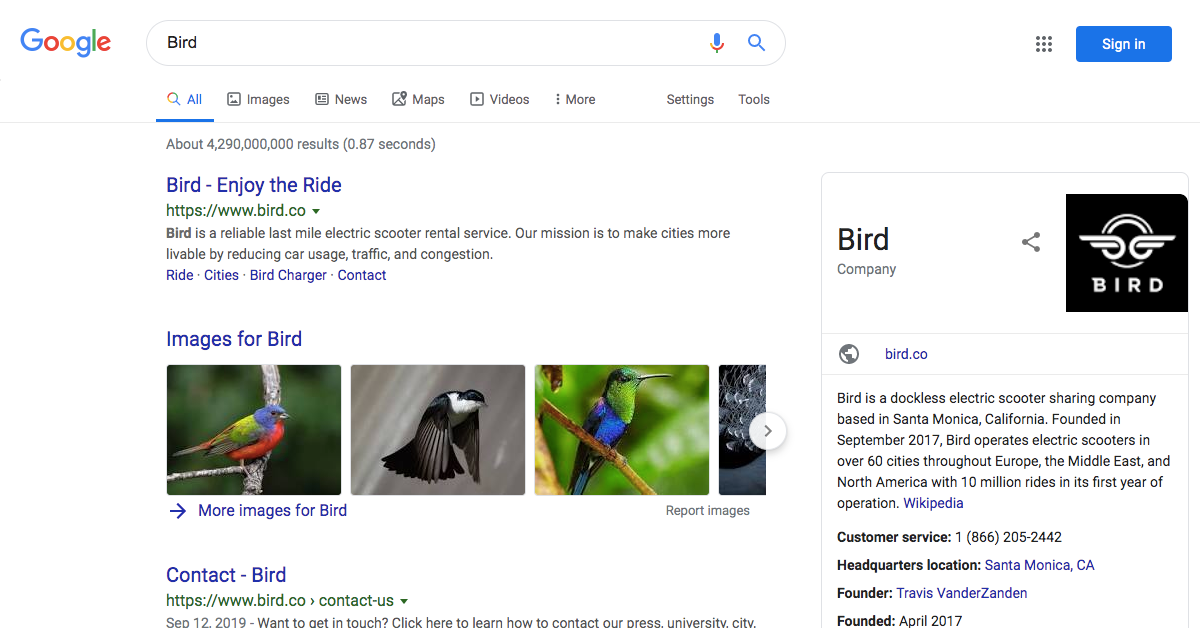 Google
Bird
Sign in
All
Images
News
Maps
Videos
More
Settings
Tools
About 4,290,000,000 results (0.87 seconds)
Bird - Enjoy the Ride
https://www.bird.co
Bird is a reliable last mile electric scooter rental service. Our mission is to make cities more
livable by reducing car usage, traffic, and congestion.
Ride · Cities · Bird Charger · Contact
Images for Bird
More images for Bird
Report images
Contact - Bird
https://www.bird.co › contact-us
Sep 12, 2019 - Want to get in touch? Click here to learn how to contact our press, university, city,
Bird
Company
BIRD
bird.co
Bird is a dockless electric scooter sharing company
based in Santa Monica, California. Founded in
September 2017, Bird operates electric scooters in
over 60 cities throughout Europe, the Middle East, and
North America with 10 million rides in its first year of
operation. Wikipedia
Customer service: 1 (866) 205-2442
Headquarters location: Santa Monica, CA
Founder: Travis VanderZanden
Founded: April 2017